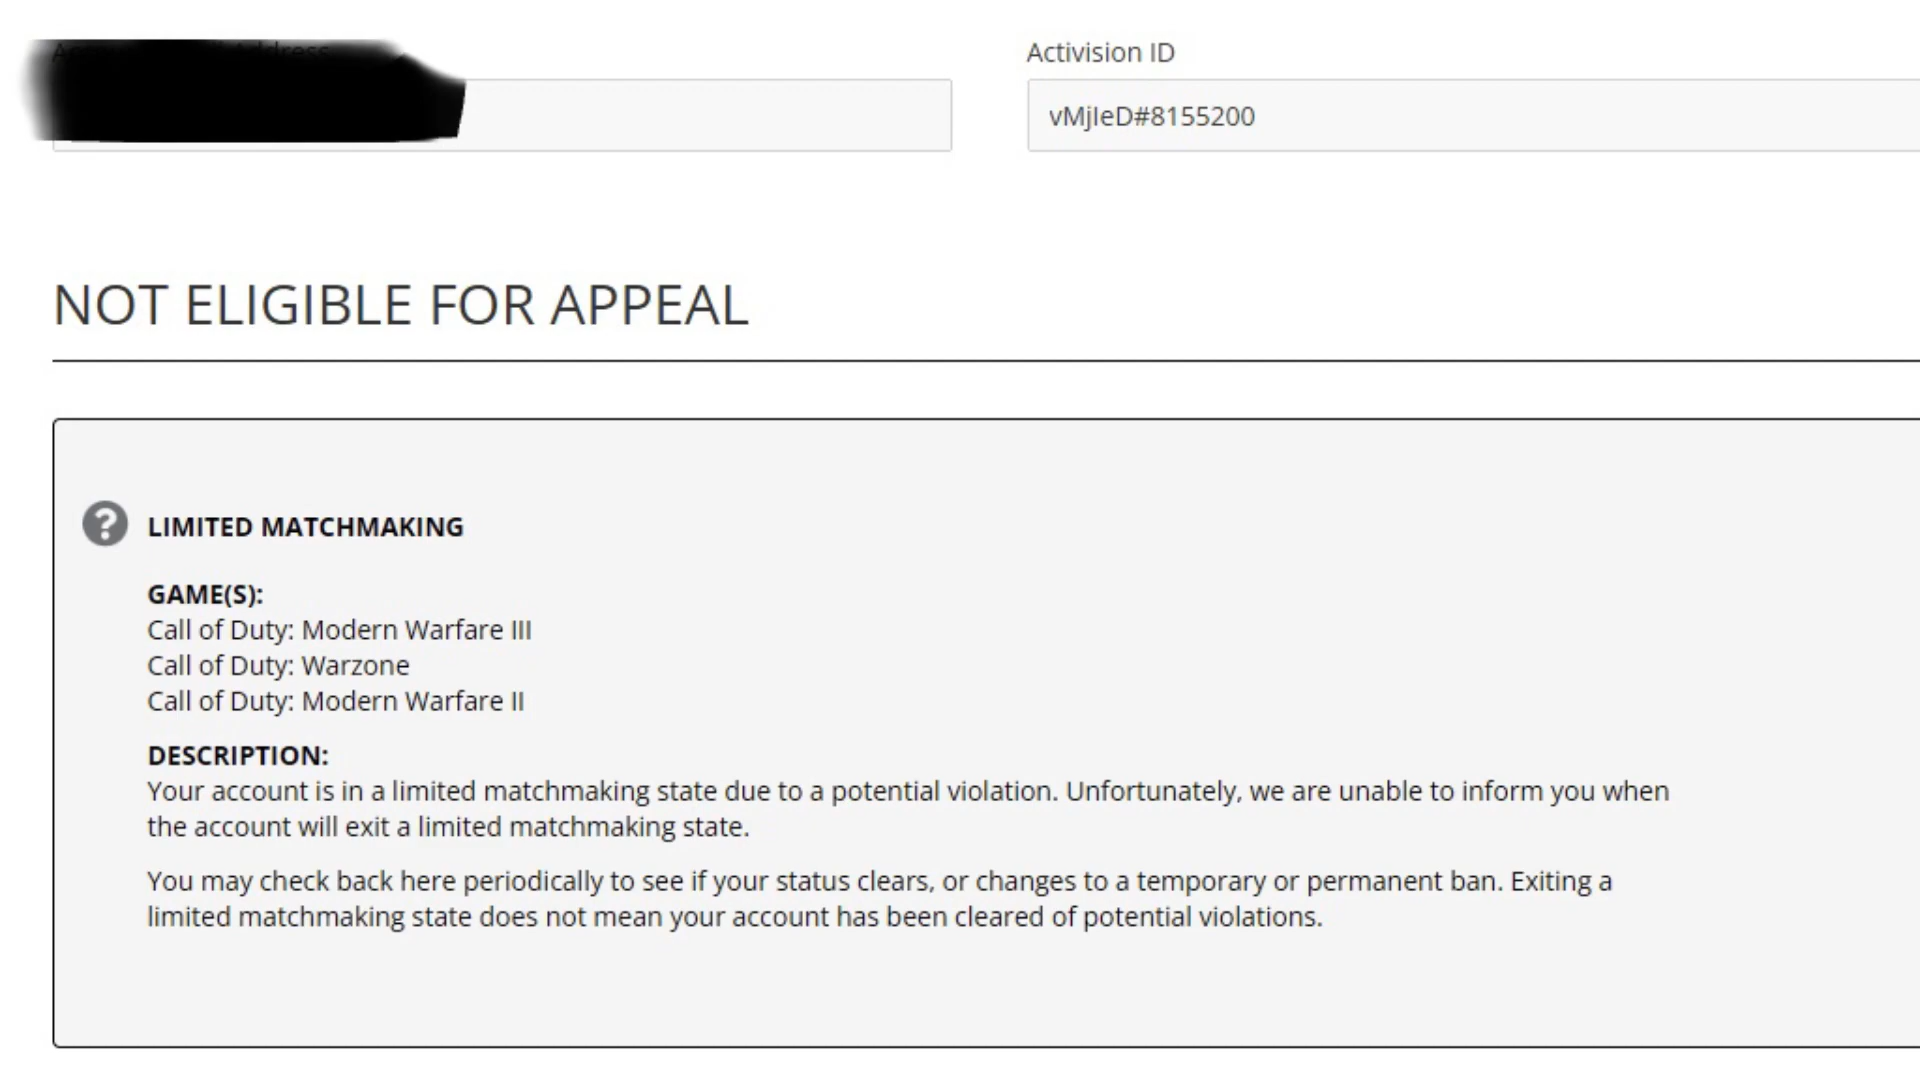 Address
Activision ID
vMjIeD#8155200
NOT ELIGIBLE FOR APPEAL
LIMITED MATCHMAKING
GAME(S):
Call of Duty: Modern Warfare III
Call of Duty: Warzone
Call of Duty: Modern Warfare II
DESCRIPTION:
Your account is in a limited matchmaking state due to a potential violation. Unfortunately, we are unable to inform you when
the account will exit a limited matchmaking state.
You may check back here periodically to see if your status clears, or changes to a temporary or permanent ban. Exiting a
limited matchmaking state does not mean your account has been cleared of potential violations.